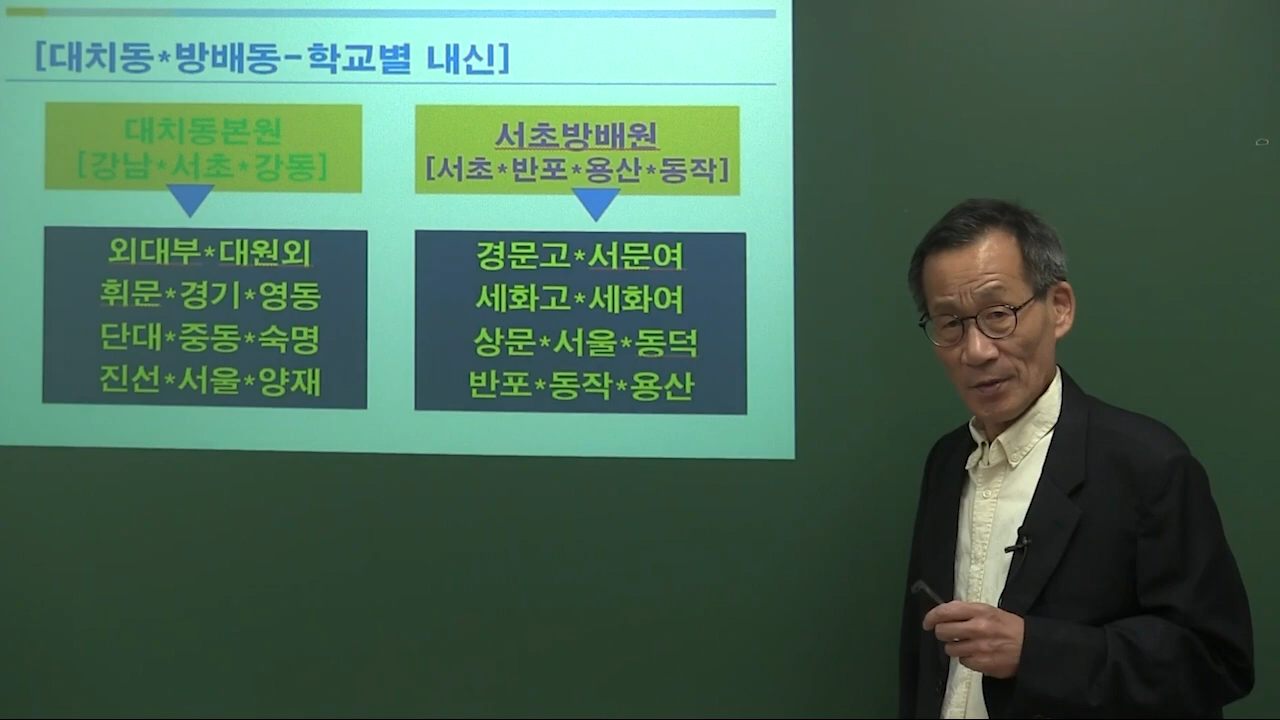 [대치동*방배동-학교별 내신]
대치동본원
[강남*서초*강동]
외대부*대원외
휘문*경기*영동
단대*중동*숙명
진선*서울*양재
서초방배원
[서초*반포*용산*동작]
경문고*서문여
세화고*세화여
상문*서울*동덕
반포*동작*용산